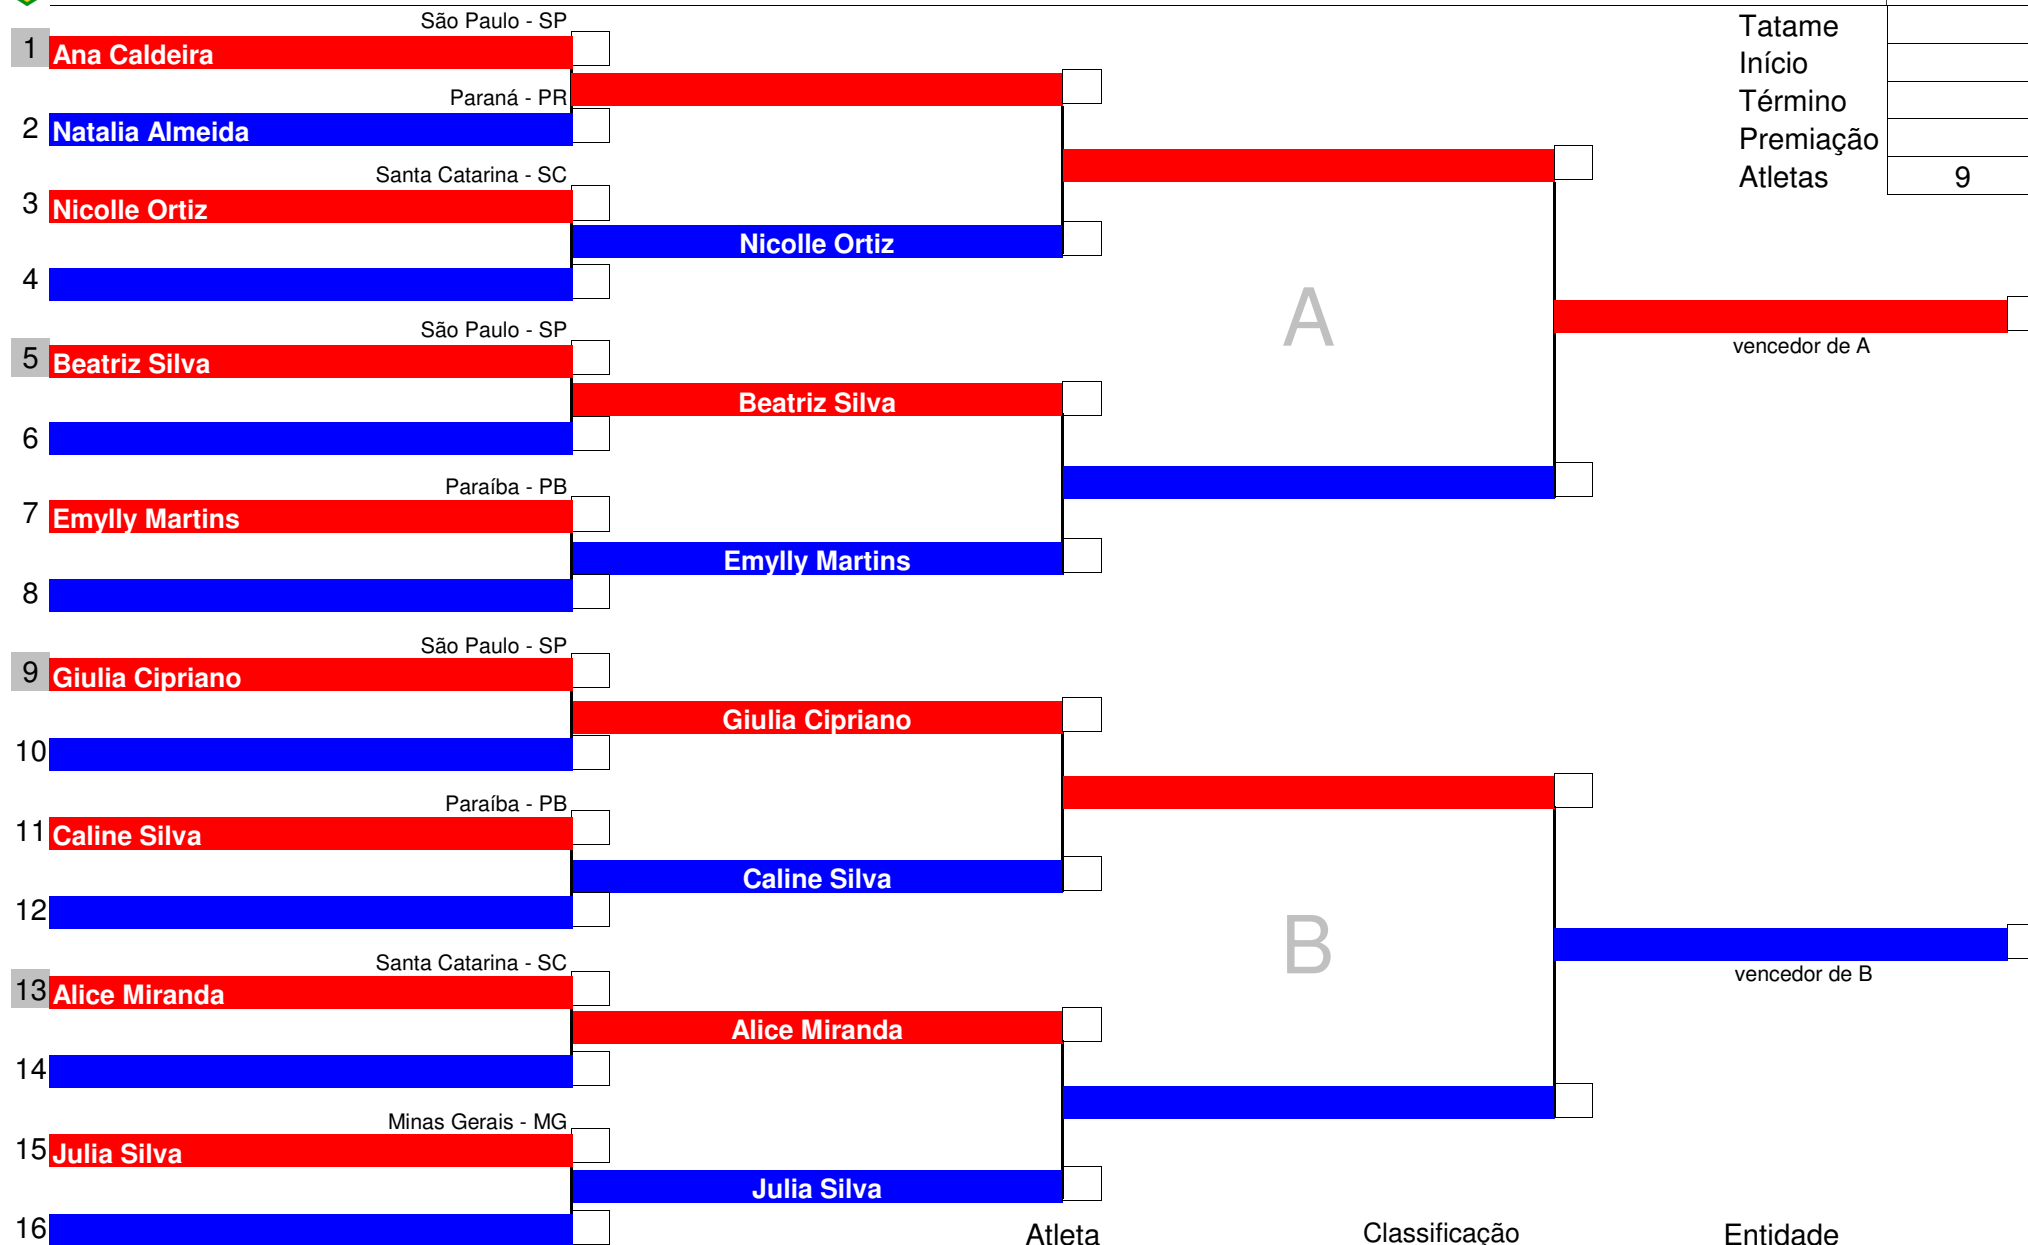 São Paulo - SP
1 Ana Caldeira
Paraná - PR
2 Natalia Almeida
Santa Catarina - SC
3 Nicolle Ortiz
Nicolle Ortiz
4
São Paulo - SP
5 Beatriz Silva
Beatriz Silva
6
Paraíba - PB
7 Emylly Martins
Emylly Martins
8
São Paulo - SP
9 Giulia Cipriano
Giulia Cipriano
10
Paraíba - PB
11 Caline Silva
Caline Silva
12
Santa Catarina - SC
13 Alice Miranda
Alice Miranda
14
Minas Gerais - MG
15 Julia Silva
Julia Silva
16
A
vencedor de A
B
vencedor de B
Tatame
Início
Término
Premiação
Atletas 9
Atleta Classificação Entidade